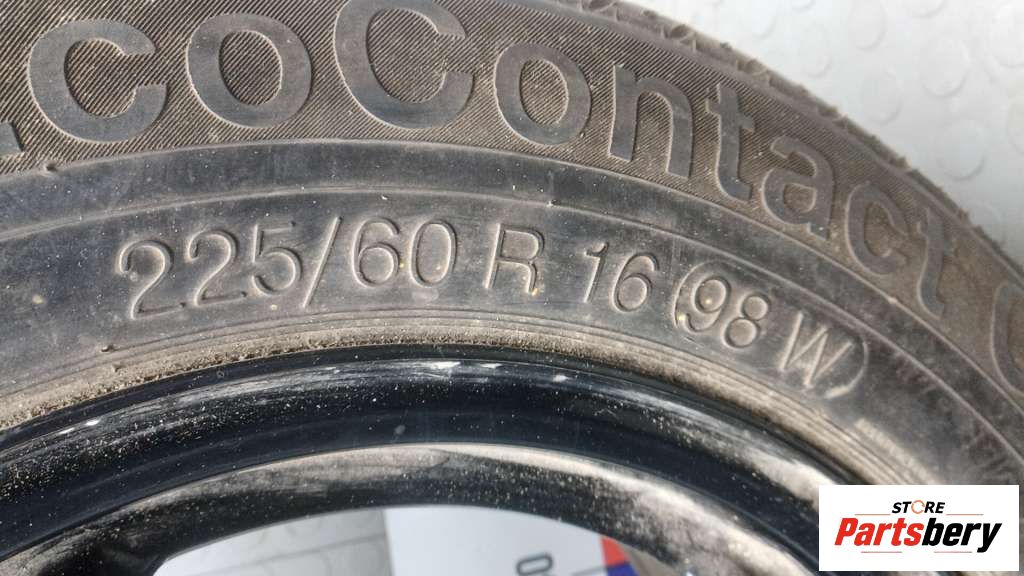 coContact
225/60 R 16 (98 W)
STORE
Partsbery